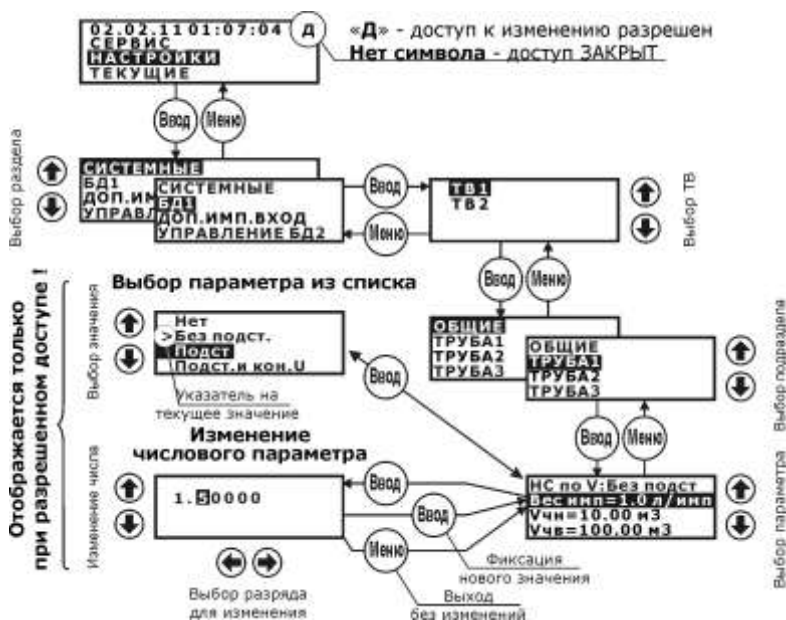 02.02.11 01:07:04
Д
СЕРВИС
НАСТРОЙКИ
ТЕКУЩИЕ
«Д» - доступ к изменению разрешен
Нет символа - доступ ЗАКРЫТ
Ввод
Меню
Выбор раздела
СИСТЕМНЫЕ
БД1
ДОП.ИМ
УПРАВЛ
СИСТЕМНЫЕ
БД1
ДОП.ИМП.ВХОД
УПРАВЛЕНИЕ БД2
Ввод
Меню
ТВ1
ТВ2
Выбор ТВ
Ввод
Меню
Отображается только
при разрешенном доступе !
Выбор параметра из списка
Выбор значения
Нет
>Без подст.
\Подст
\Подст.и кон.U
Указатель на
текущее значение
Ввод
ОБЩИЕ
ТРУБА1
ТРУБА2
ТРУБА3
ОБЩИЕ
ТРУБА1
ТРУБА2
ТРУБА3
Выбор подраздела
Ввод
Меню
Изменение
числового параметра
Изменение числа
1.50000
Ввод
Ввод
Меню
НС по V:Без подст
Вес имп=1.0 л/имп
Vчн=10.00 м3
Vчв=100.00 м3
Выбор параметра
Выбор разряда
для изменения
Фиксация
нового значения
Выход
без изменений